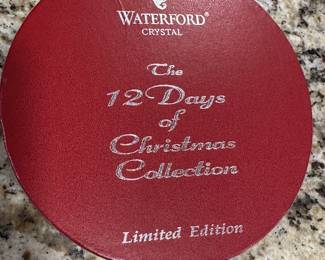 WATERFORD®
CRYSTAL
The
12 Days
of
Christmas
Collection
Limited Edition